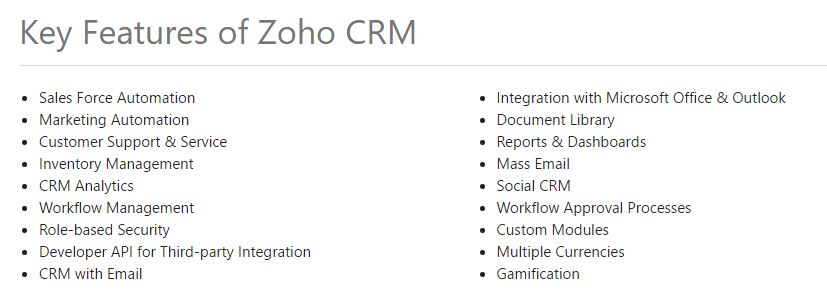 Key Features of Zoho CRM
Sales Force Automation
Marketing Automation
Customer Support & Service
Inventory Management
CRM Analytics
Workflow Management
Role-based Security
Developer API for Third-party Integration
CRM with Email
Integration with Microsoft Office & Outlook
Document Library
Reports & Dashboards
Mass Email
Social CRM
Workflow Approval Processes
Custom Modules
Multiple Currencies
Gamification